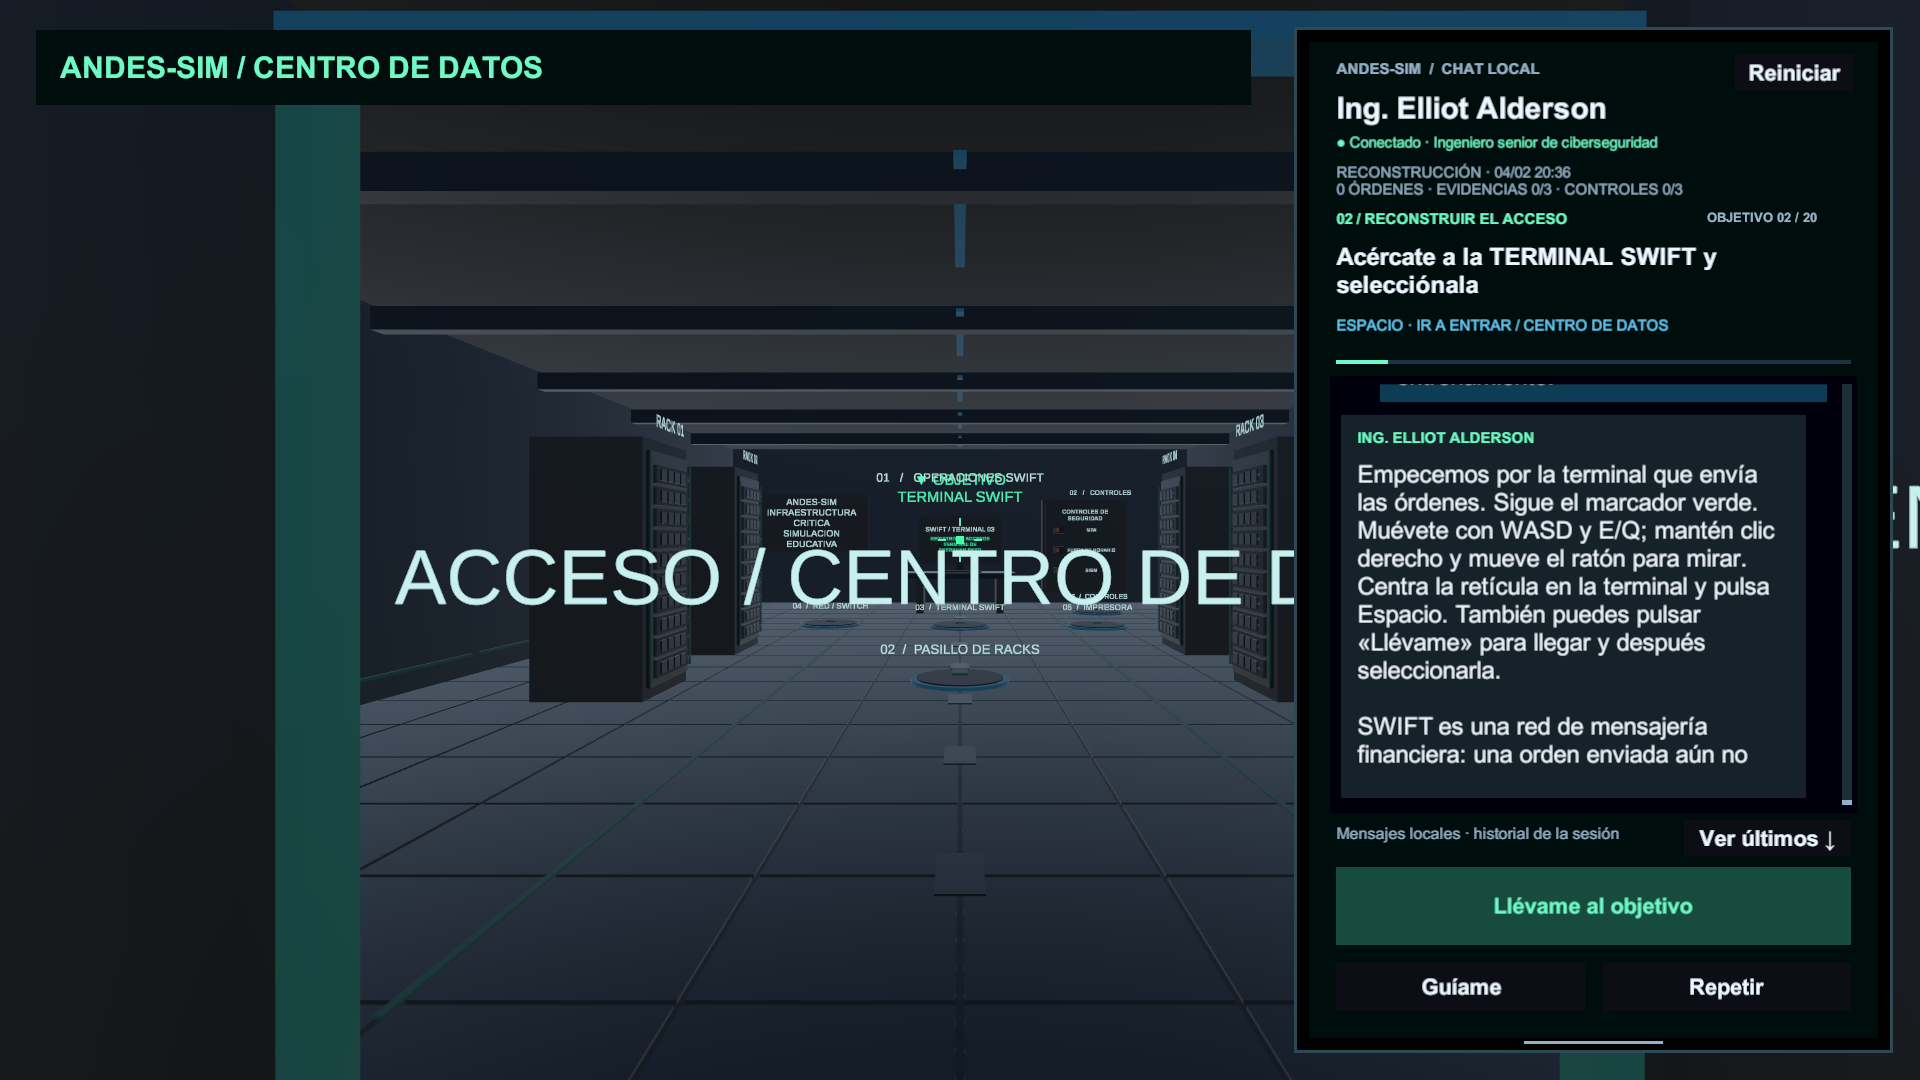 ANDES-SIM / CENTRO DE DATOS
RACK 01
RACK 03
01 / OPERACIONES SWIFT
▼ OBJETIVO
TERMINAL SWIFT
02 / CONTROLES
ANDES-SIM
INFRAESTRUCTURA
CRITICA
SIMULACION
EDUCATIVA
CONTROLES DE
SEGURIDAD
SWIFT / TERMINAL 03
ACCESO / CENTRO DE D
04 / RED / SWITCH
03 / TERMINAL SWIFT
05 / IMPRESORA
02 / PASILLO DE RACKS
ANDES-SIM / CHAT LOCAL
Reiniciar
Ing. Elliot Alderson
● Conectado · Ingeniero senior de ciberseguridad
RECONSTRUCCIÓN · 04/02 20:36
0 ÓRDENES · EVIDENCIAS 0/3 · CONTROLES 0/3
02 / RECONSTRUIR EL ACCESO
OBJETIVO 02 / 20
Acércate a la TERMINAL SWIFT y
selecciónala
ESPACIO · IR A ENTRAR / CENTRO DE DATOS
ING. ELLIOT ALDERSON
Empecemos por la terminal que envía
las órdenes. Sigue el marcador verde.
Muévete con WASD y E/Q; mantén clic
derecho y mueve el ratón para mirar.
Centra la retícula en la terminal y pulsa
Espacio. También puedes pulsar
«Llévame» para llegar y después
seleccionarla.
SWIFT es una red de mensajería
financiera: una orden enviada aún no
Mensajes locales · historial de la sesión
Ver últimos ↓
Llévame al objetivo
Guíame
Repetir